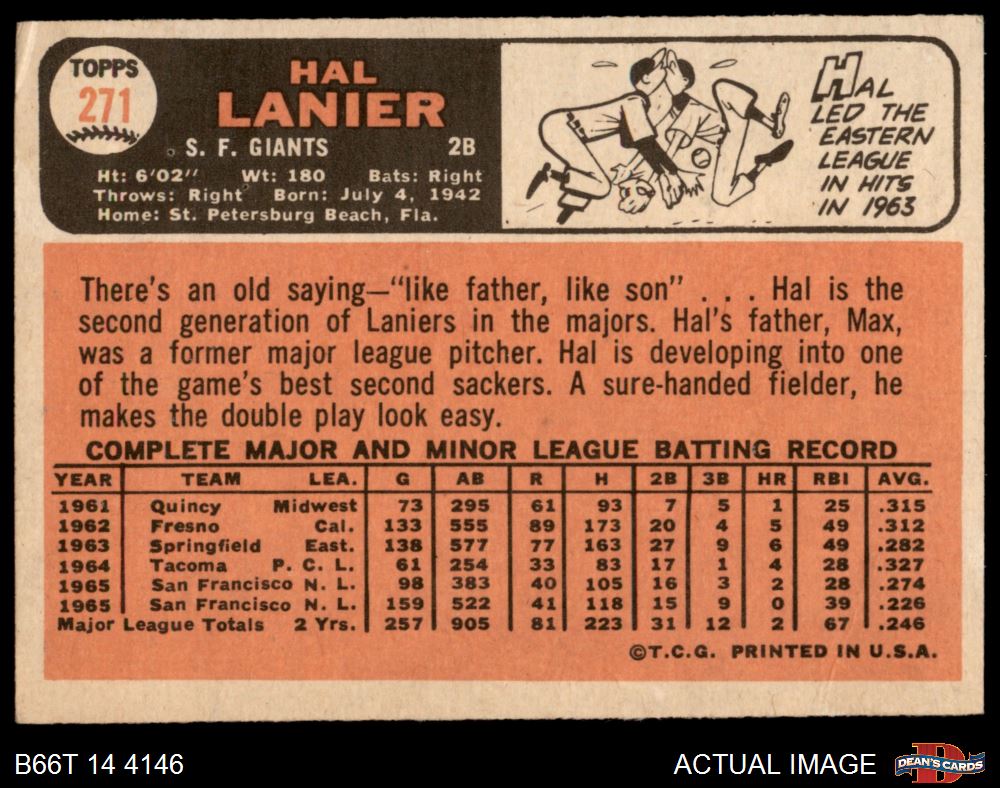 TOPPS
271
HAL
LANIER
S. F. GIANTS 2B
Ht: 6'02" Wt: 180 Bats: Right
Throws: Right Born: July 4, 1942
Home: St. Petersburg Beach, Fla.
HAL
LED THE
EASTERN
LEAGUE
IN HITS
IN 1963
There's an old saying—"like father, like son" . . . Hal is the
second generation of Laniers in the majors. Hal's father, Max,
was a former major league pitcher. Hal is developing into one
of the game's best second sackers. A sure-handed fielder, he
makes the double play look easy.
COMPLETE MAJOR AND MINOR LEAGUE BATTING RECORD
YEAR TEAM LEA. G AB R H 2B 3B HR RBI AVG.
1961 Quincy Midwest 73 295 61 93 7 5 1 25 .315
1962 Fresno Cal. 133 555 89 173 20 4 5 49 .312
1963 Springfield East. 138 577 77 163 27 9 6 49 .282
1964 Tacoma P. C. L. 61 254 33 83 17 1 4 28 .327
1965 San Francisco N. L. 98 383 40 105 16 3 2 28 .274
1965 San Francisco N. L. 159 522 41 118 15 9 0 39 .226
Major League Totals 2 Yrs. 257 905 81 223 31 12 2 67 .246
©T.C.G. PRINTED IN U.S.A.
B66T 14 4146 ACTUAL IMAGE
DEAN'S CARDS